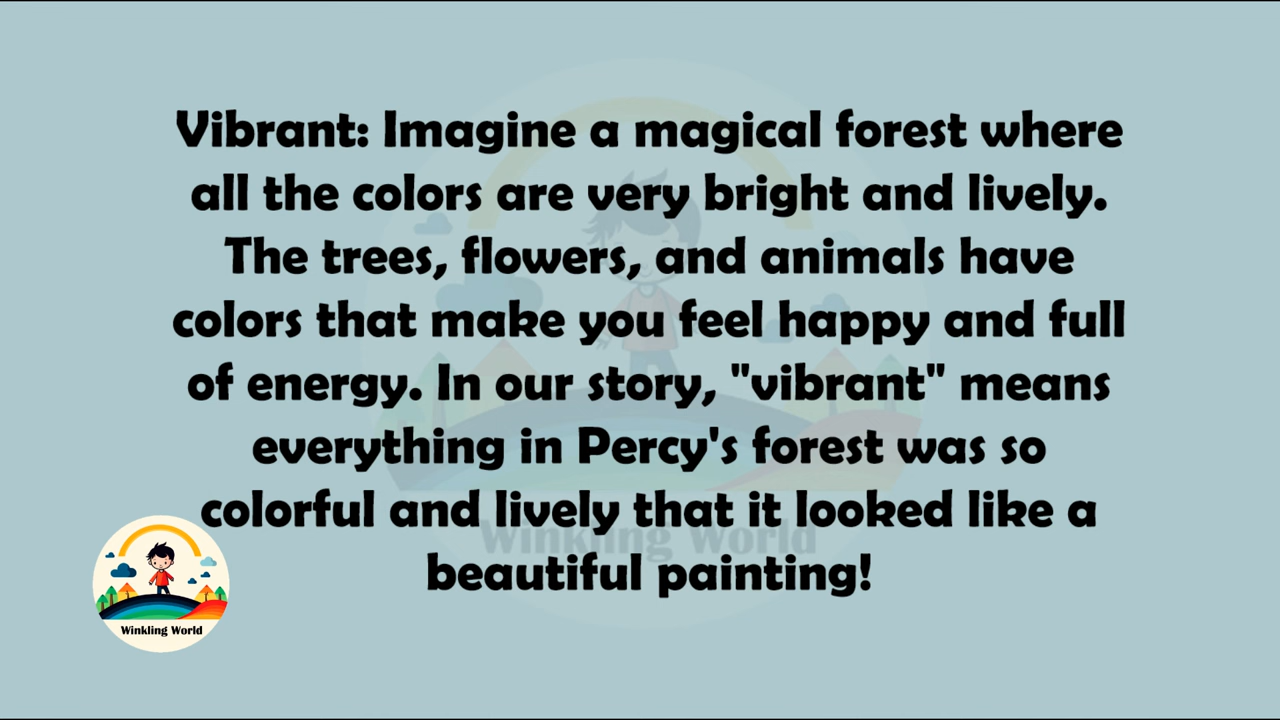 Vibrant: Imagine a magical forest where
all the colors are very bright and lively.
The trees, flowers, and animals have
colors that make you feel happy and full
of energy. In our story, "vibrant" means
everything in Percy's forest was so
colorful and lively that it looked like a
beautiful painting!
Winkling World
Winkling World